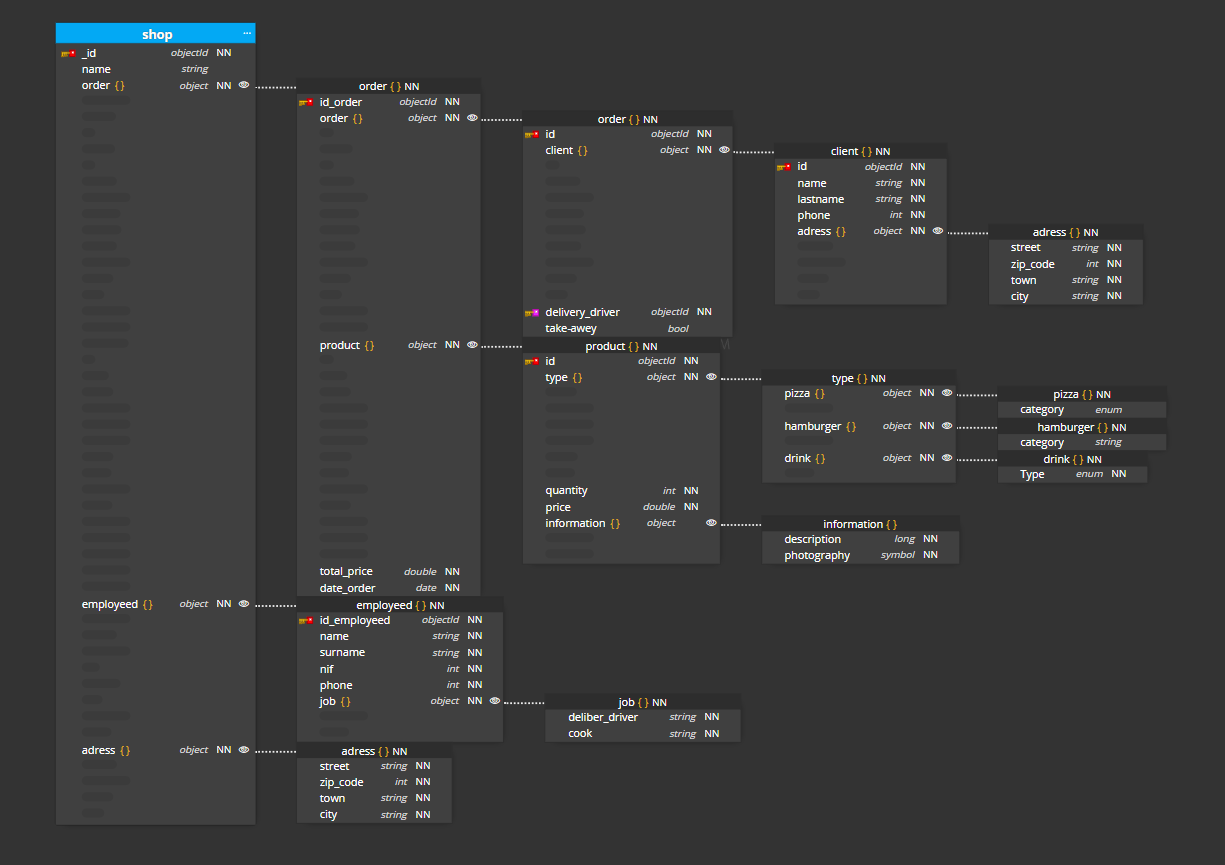 shop ...
_id objectId NN
name string
order {} object NN
order { } NN
id_order objectId NN
order {} object NN
order { } NN
id objectId NN
client {} object NN
client { } NN
id objectId NN
name string NN
lastname string NN
phone int NN
adress {} object NN
adress { } NN
street string NN
zip_code int NN
town string NN
city string NN
delivery_driver objectId NN
take-awey bool
product {} object NN
product { } NN
id objectId NN
type {} object NN
type { } NN
pizza {} object NN
pizza { } NN
category enum
hamburger {} object NN
hamburger { } NN
category string
drink {} object NN
drink { } NN
Type enum NN
quantity int NN
price double NN
information {} object
information { }
description long NN
photography symbol NN
total_price double NN
date_order date NN
employeed {} object NN
employeed { } NN
id_employeed objectId NN
name string NN
surname string NN
nif int NN
phone int NN
job {} object NN
job { } NN
deliber_driver string NN
cook string NN
adress {} object NN
adress { } NN
street string NN
zip_code int NN
town string NN
city string NN